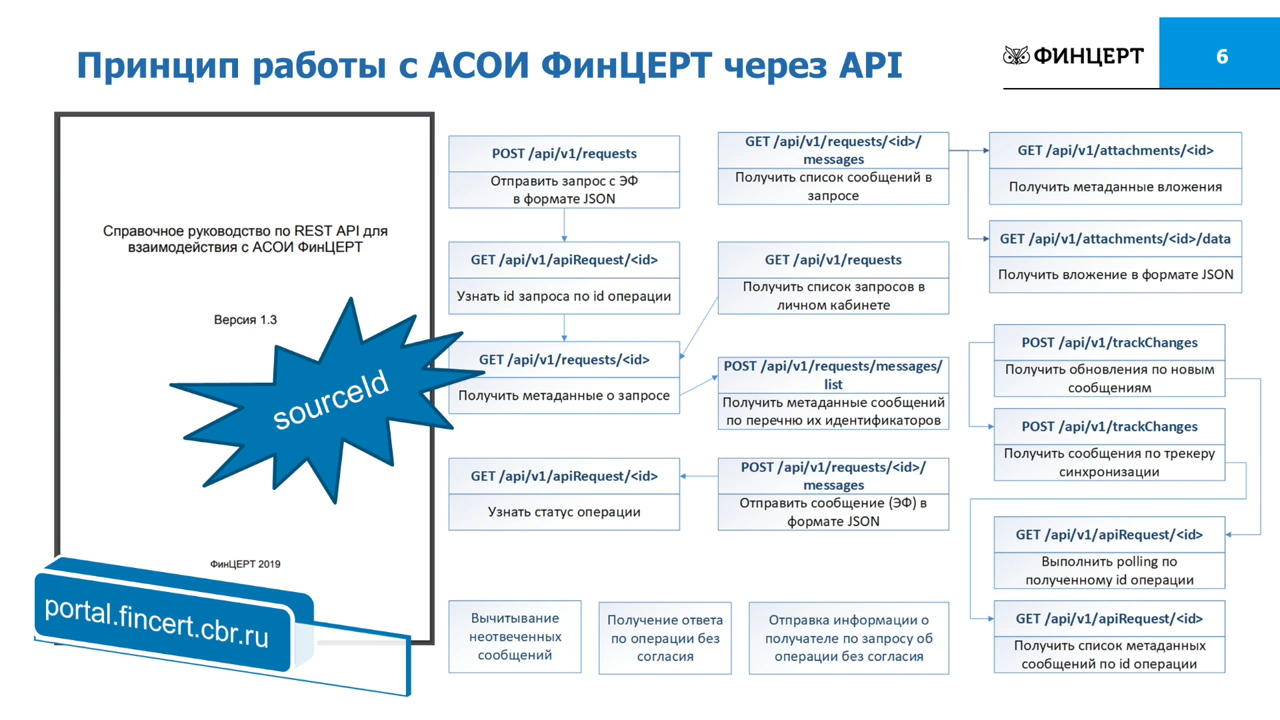 Принцип работы с АСОИ ФинЦЕРТ через API
ФИНЦЕРТ
6
Справочное руководство по REST API для
взаимодействия с АСОИ ФинЦЕРТ
Версия 1.3
sourceId
ФинЦЕРТ 2019
portal.fincert.cbr.ru
POST /api/v1/requests
Отправить запрос с ЭФ
в формате JSON
GET /api/v1/apiRequest/<id>
Узнать id запроса по id операции
GET /api/v1/requests/<id>
Получить метаданные о запросе
GET /api/v1/apiRequest/<id>
Узнать статус операции
GET /api/v1/requests/<id>/
messages
Получить список сообщений в
запросе
GET /api/v1/requests
Получить список запросов в
личном кабинете
POST /api/v1/requests/messages/
list
Получить метаданные сообщений
по перечню их идентификаторов
POST /api/v1/requests/<id>/
messages
Отправить сообщение (ЭФ) в
формате JSON
GET /api/v1/attachments/<id>
Получить метаданные вложения
GET /api/v1/attachments/<id>/data
Получить вложение в формате JSON
POST /api/v1/trackChanges
Получить обновления по новым
сообщениям
POST /api/v1/trackChanges
Получить сообщения по трекеру
синхронизации
GET /api/v1/apiRequest/<id>
Выполнить polling по
полученному id операции
GET /api/v1/apiRequest/<id>
Получить список метаданных
сообщений по id операции
Вычитывание
неотвеченных
сообщений
Получение ответа
по операции без
согласия
Отправка информации о
получателе по запросу об
операции без согласия